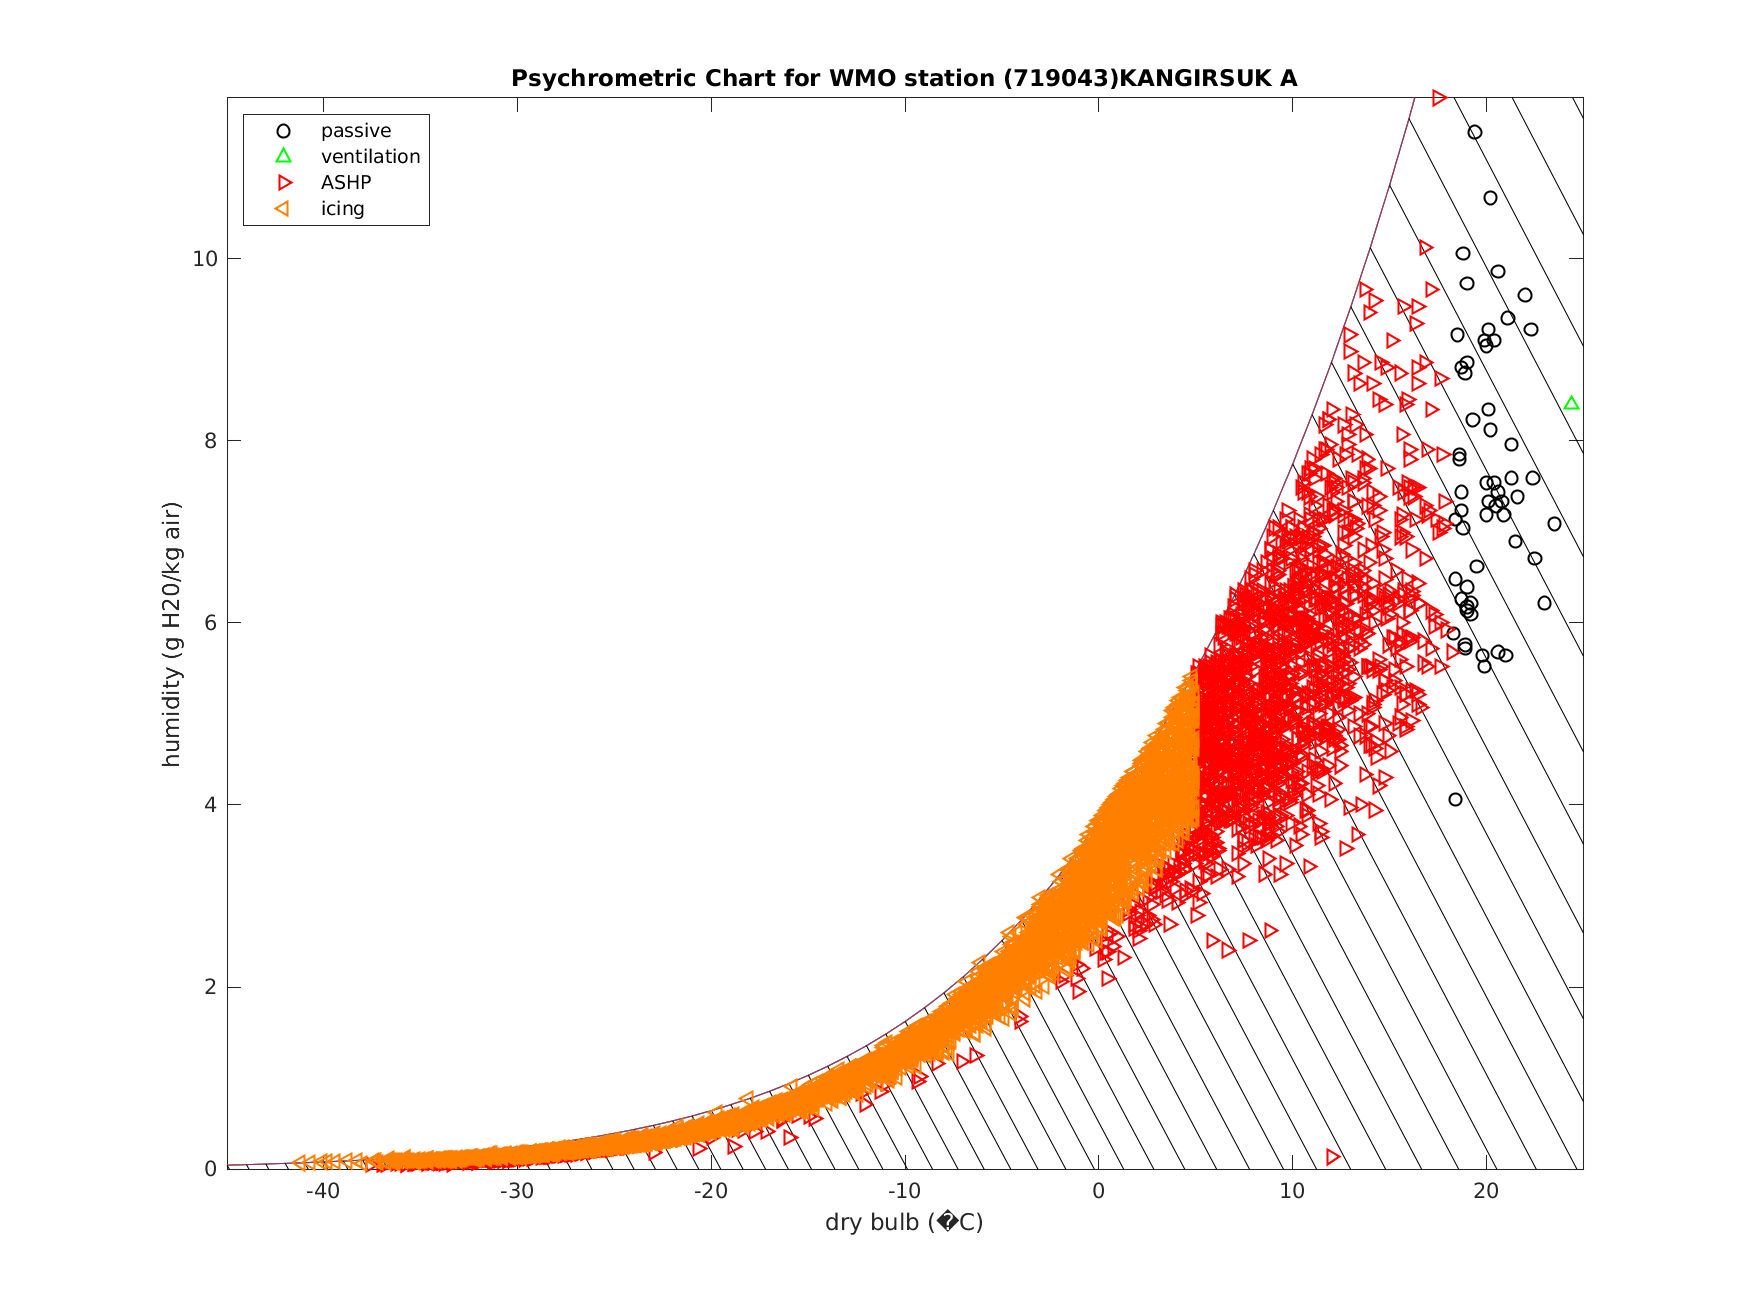 Psychrometric Chart for WMO station (719043)KANGIRSUK A
passive
ventilation
ASHP
icing
humidity (g H20/kg air)
10
8
6
4
2
0
-40
-30
-20
-10
0
10
20
dry bulb (�C)